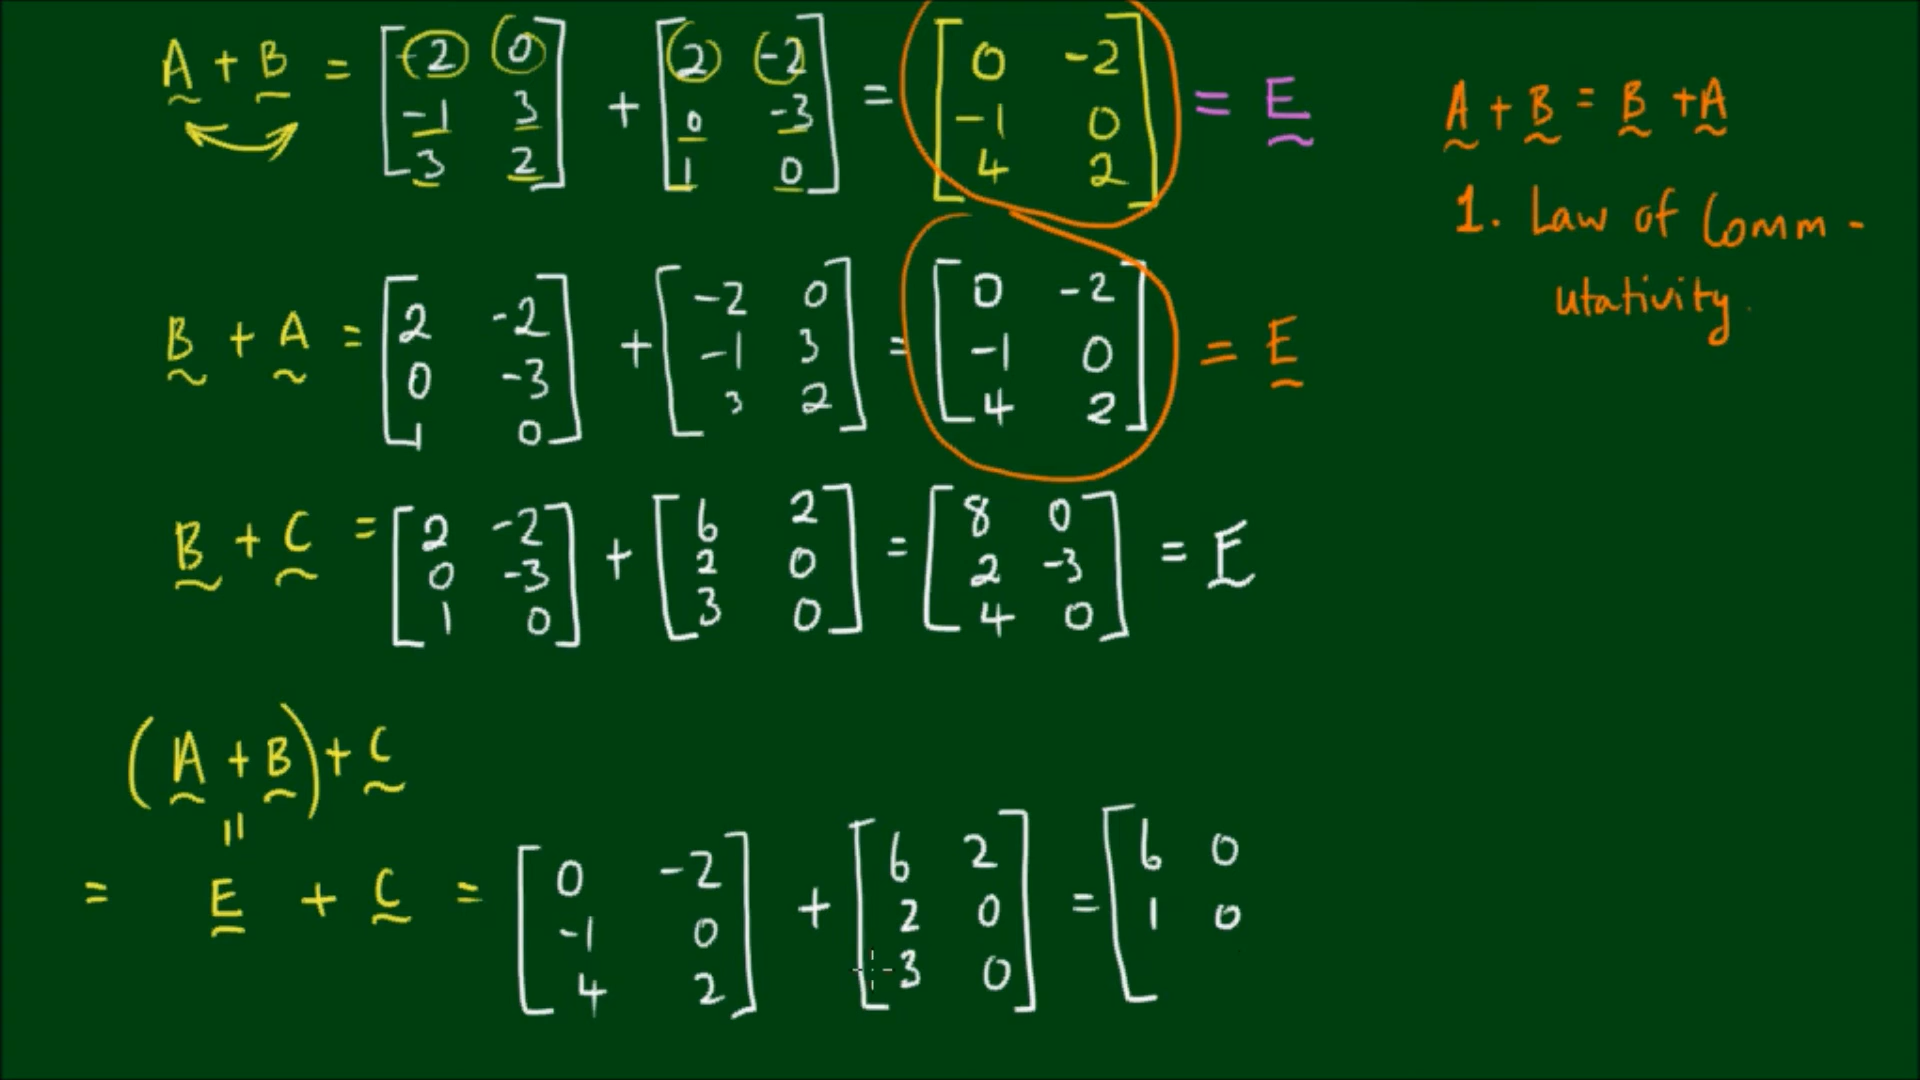 A + B = [-2 0; -1 3; 3 2] + [2 -2; 0 -3; 1 0] = [0 -2; -1 0; 4 2] = E
A + B = B + A
1. Law of Comm -
utativity.
B + A = [2 -2; 0 -3; 1 0] + [-2 0; -1 3; 3 2] = [0 -2; -1 0; 4 2] = E
B + C = [2 -2; 0 -3; 1 0] + [6 2; 2 0; 3 0] = [8 0; 2 -3; 4 0] = F
(A + B) + C
=
= E + C = [0 -2; -1 0; 4 2] + [6 2; 2 0; 3 0] = [6 0; 1 0